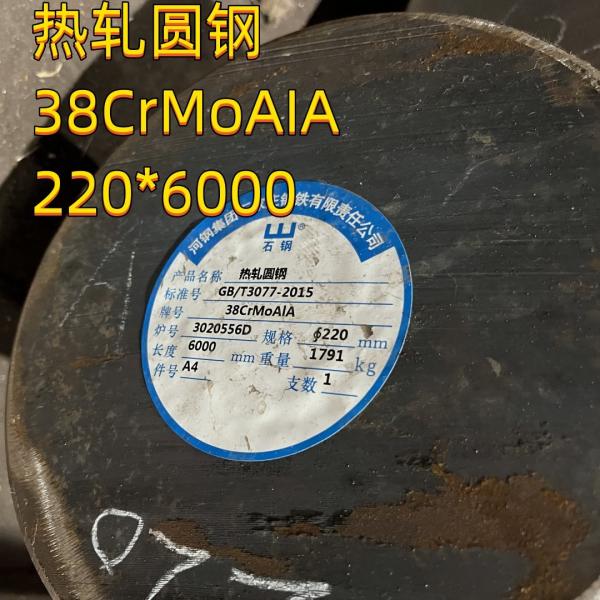 热轧圆钢
38CrMoAlA
220*6000
河钢集团 钢铁有限责任公司
®
石钢
产品名称 热轧圆钢
标准号 GB/T3077-2015
牌号 38CrMoAlA
炉号 3020556D 规格 ∮220 mm
长度 6000 mm 重量 1791 kg
件号 A4 支数 1